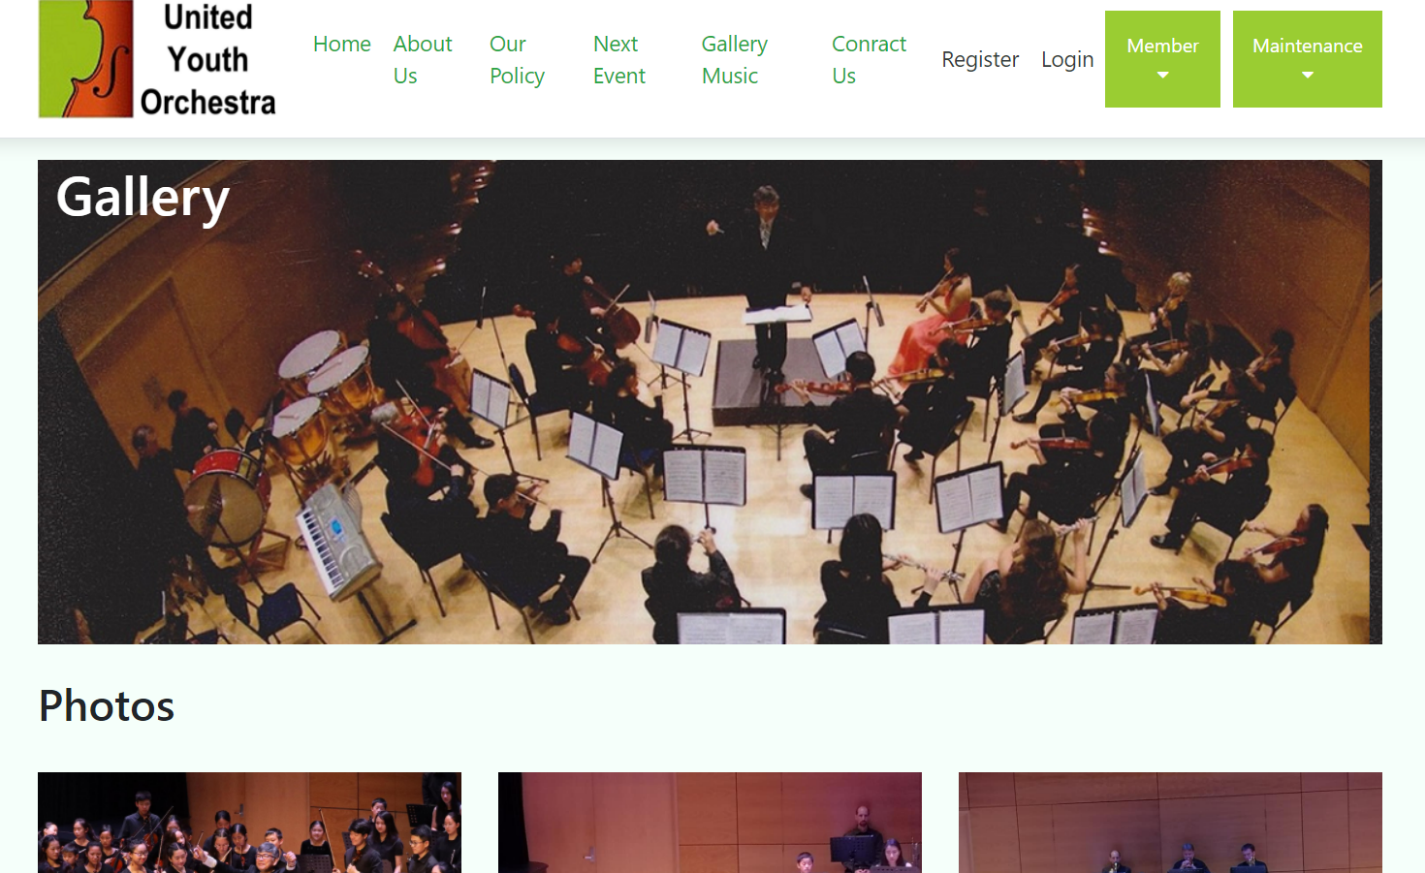 United
Youth
Orchestra
Home
About
Us
Our
Policy
Next
Event
Gallery
Music
Conract
Us
Register
Login
Member
Maintenance
Gallery
Photos